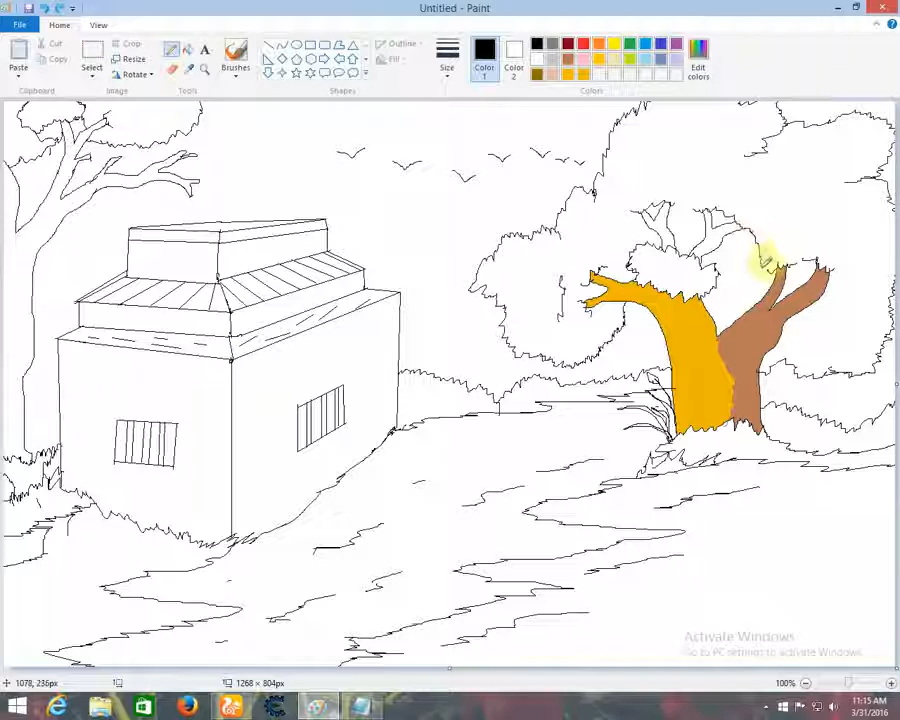 Untitled - Paint
File Home View
Paste
Cut
Copy
Clipboard
Select
Crop
Resize
Rotate
Image
A
Tools
Brushes
Shapes
Outline
Fill
Size
Color 1
Color 2
Edit colors
Colors
Activate Windows
Go to PC settings to activate Windows.
1078, 236px
1268 × 804px
100%
11:15 AM
3/31/2016